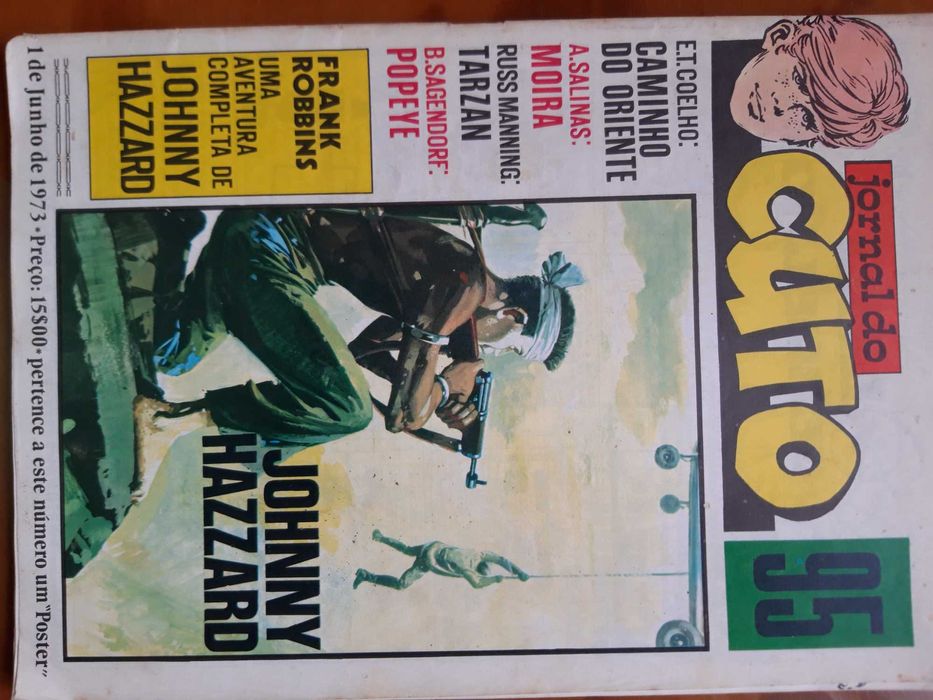 jornal do
CUTO
95
E.T. COELHO:
CAMINHO
DO ORIENTE
A. SALINAS:
MOIRA
RUSS MANNING:
TARZAN
B. SAGENDORF:
POPEYE
FRANK
ROBBINS
UMA
AVENTURA
COMPLETA DE
JOHNNY
HAZZARD
JOHNNY
HAZZARD
1 de Junho de 1973 • Preço: 15$00 • pertence a este número um "Poster"